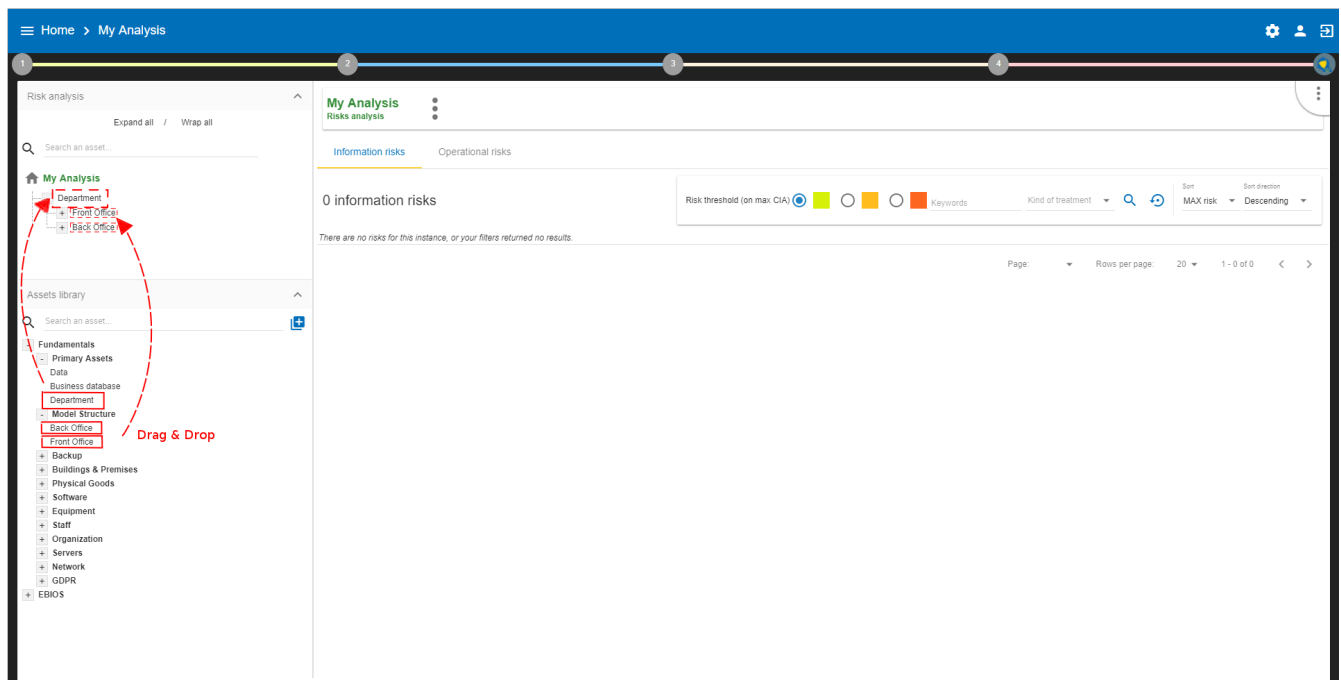 Home > My Analysis
1 2 3 4
Risk analysis
Expand all / Wrap all
Search an asset...
My Analysis
Department
+ Front Office
+ Back Office
Assets library
Search an asset...
- Fundamentals
- Primary Assets
Data
Business database
Department
- Model Structure
Back Office
Front Office
Drag & Drop
+ Backup
+ Buildings & Premises
+ Physical Goods
+ Software
+ Equipment
+ Staff
+ Organization
+ Servers
+ Network
+ GDPR
+ EBIOS
My Analysis
Risks analysis
Information risks Operational risks
0 information risks
Risk threshold (on max CIA) Keywords Kind of treatment Sort MAX risk Sort direction Descending
There are no risks for this instance, or your filters returned no results.
Page: Rows per page: 20 1 - 0 of 0